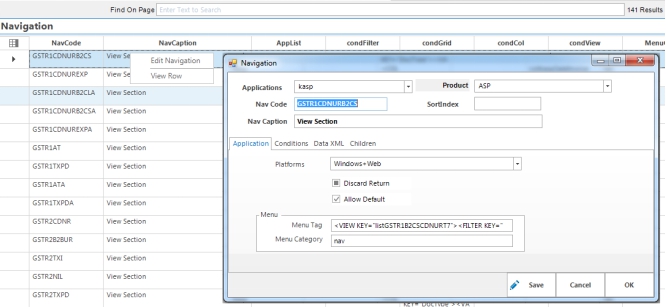 Find On Page Enter Text to Search 141 Results
Navigation
NavCode NavCaption AppList condFilter condGrid condCol condView
GSTR1CDNURB2CS View Se
Edit Navigation
View Row
GSTR1CDNUREXP View Se
GSTR1CDNURB2CLA View Section
GSTR1CDNURB2CSA View Section
GSTR1CDNUREXPA View Section
GSTR1AT View Section
GSTR1TXPD View Section
GSTR1ATA View Section
GSTR1TXPDA View Section
GSTR2CDNR View Section
GSTR2B2BUR View Section
GSTR2TXI View Section
GSTR2NIL View Section
GSTR2TXPD View Section
Navigation
Applications kasp Product ASP
Nav Code GSTR1CDNURB2CS SortIndex
Nav Caption View Section
Application Conditions Data XML Children
Platforms Windows+Web
Discard Return
Allow Default
Menu
Menu Tag <VIEW KEY="listGSTR1B2CSCDNURT7"><FILTER KEY="
Menu Category nav
Save Cancel OK